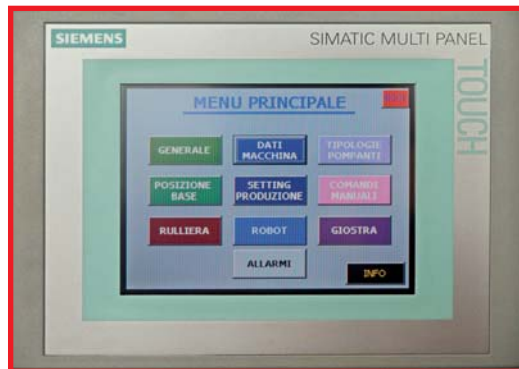 SIEMENS
SIMATIC MULTI PANEL
TOUCH
MENU PRINCIPALE
GENERALE
DATI
MACCHINA
TIPOLOGIE
POMPANTI
POSIZIONE
BASE
SETTING
PRODUZIONE
COMANDI
MANUALI
RULLIERA
ROBOT
GIOSTRA
ALLARMI
INFO